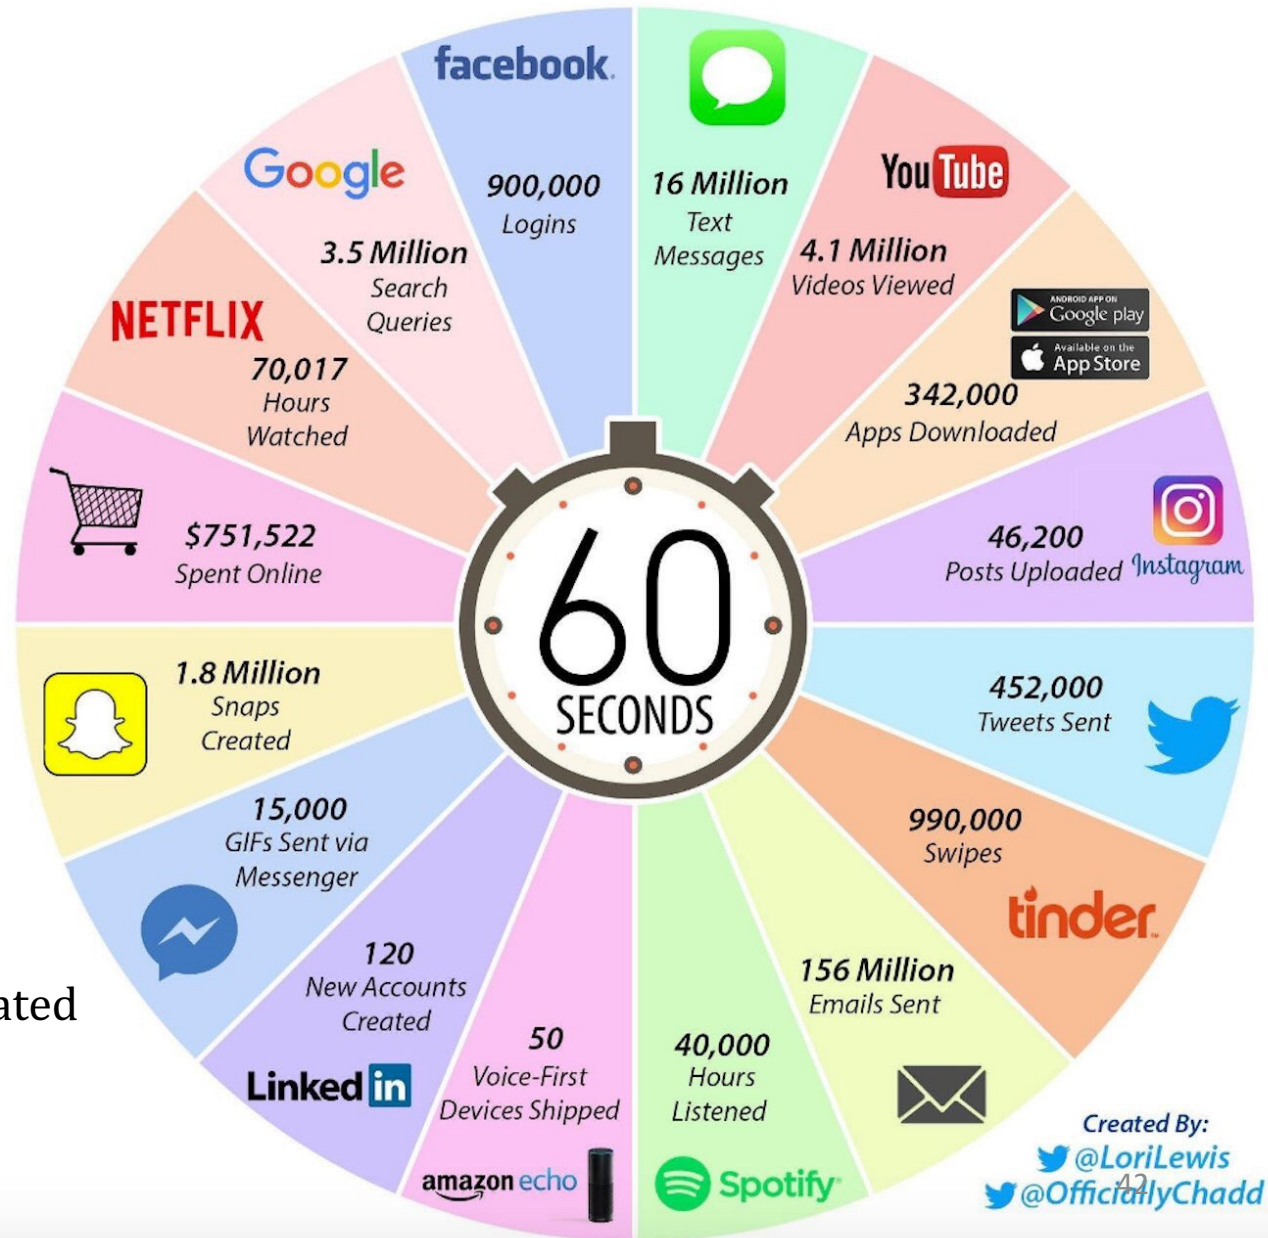 facebook
900,000
Logins
16 Million
Text
Messages
YouTube
4.1 Million
Videos Viewed
ANDROID APP ON
Google play
Available on the
App Store
342,000
Apps Downloaded
46,200
Posts Uploaded
Instagram
452,000
Tweets Sent
990,000
Swipes
tinder
156 Million
Emails Sent
40,000
Hours
Listened
Spotify
50
Voice-First
Devices Shipped
amazon echo
120
New Accounts
Created
Linked in
15,000
GIFs Sent via
Messenger
1.8 Million
Snaps
Created
$751,522
Spent Online
NETFLIX
70,017
Hours
Watched
Google
3.5 Million
Search
Queries
60
SECONDS
ated
Created By:
@LoriLewis
@OfficiallyChadd
42